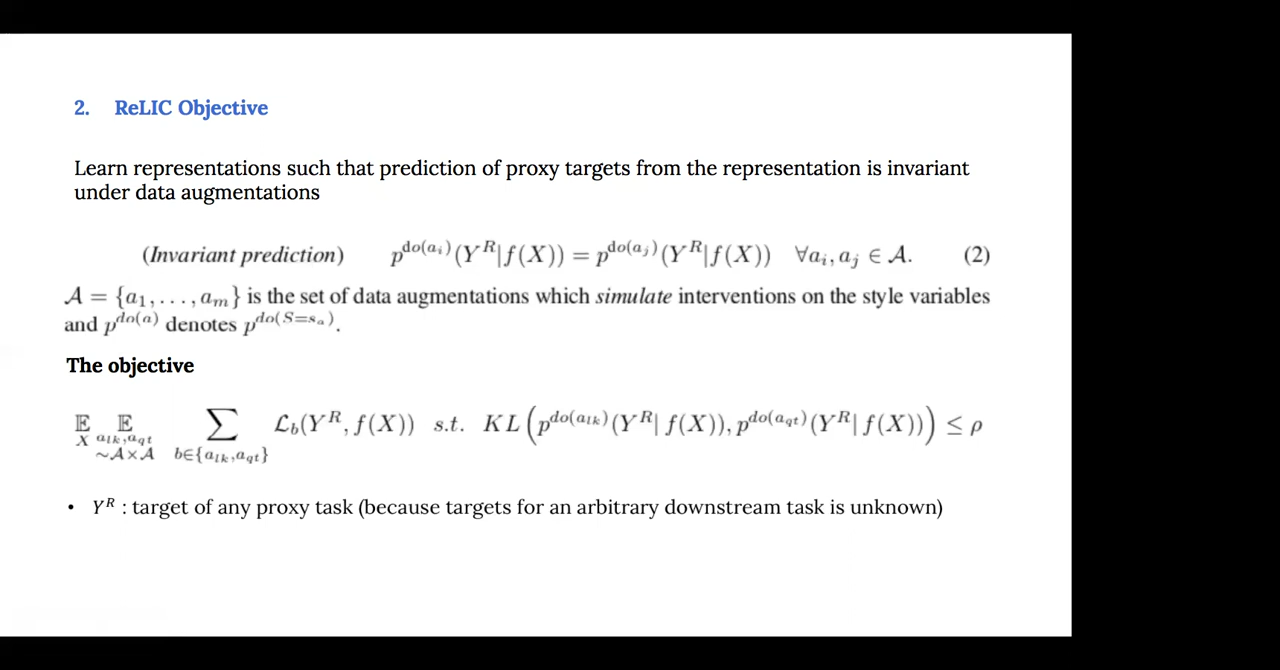 2. ReLIC Objective
Learn representations such that prediction of proxy targets from the representation is invariant
under data augmentations
(Invariant prediction) p^{do(a_i)}(Y^R|f(X)) = p^{do(a_j)}(Y^R|f(X)) ∀a_i, a_j ∈ 𝒜. (2)
𝒜 = {a_1, . . . , a_m} is the set of data augmentations which simulate interventions on the style variables
and p^{do(a)} denotes p^{do(S=s_a)}.
The objective
𝔼_X 𝔼_{a_{lk}, a_{qt} ∼𝒜×𝒜} ∑_{b∈{a_{lk}, a_{qt}}} ℒ_b(Y^R, f(X)) s.t. KL(p^{do(a_{lk})}(Y^R| f(X)), p^{do(a_{qt})}(Y^R| f(X))) ≤ ρ
• Y^R : target of any proxy task (because targets for an arbitrary downstream task is unknown)